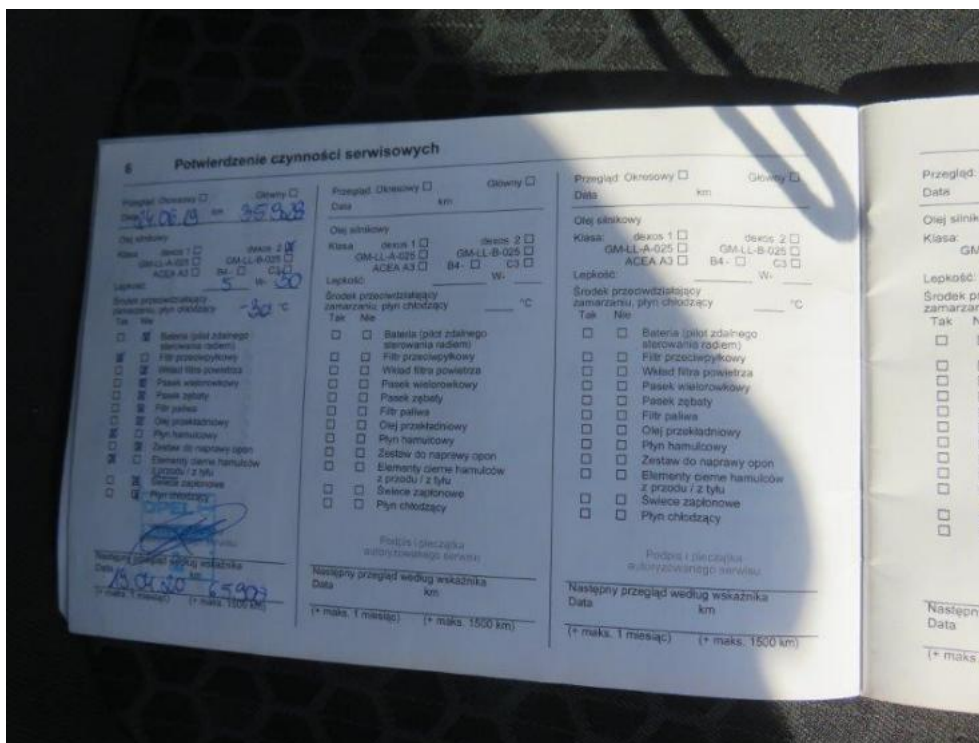 6 Potwierdzenie czynności serwisowych
Przegląd: Okresowy ☐ Główny ☐
Data 24.06.19 km 35.928
Olej silnikowy
Klasa dexos 1 ☐ dexos 2 ☒
GM-LL-A-025 ☐ GM-LL-B-025 ☐
ACEA A3 ☐ B4- ☐ C3 ☐
Lepkość: 5 W- 30
Środek przeciwdziałający
zamarzaniu, płyn chłodzący -30 °C
Tak Nie
☐ ☒ Bateria (pilot zdalnego
sterowania radiem)
☒ ☐ Filtr przeciwpyłkowy
☐ ☒ Wkład filtra powietrza
☐ ☒ Pasek wielorowkowy
☐ ☒ Pasek zębaty
☐ ☒ Filtr paliwa
☐ ☒ Olej przekładniowy
☒ ☐ Płyn hamulcowy
☐ ☒ Zestaw do naprawy opon
☒ ☐ Elementy cierne hamulców
z przodu / z tyłu
☐ ☒ Świece zapłonowe
☐ ☒ Płyn chłodzący
OPEL
Następny przegląd według wskaźnika
Data km
15.04.20
(+ maks. 1 miesiąc) (+ maks. 1500 km)
Przegląd: Okresowy ☐ Główny ☐
Data km
Olej silnikowy
Klasa dexos 1 ☐ dexos 2 ☐
GM-LL-A-025 ☐ GM-LL-B-025 ☐
ACEA A3 ☐ B4- ☐ C3 ☐
Lepkość: W-
Środek przeciwdziałający
zamarzaniu, płyn chłodzący °C
Tak Nie
☐ ☐ Bateria (pilot zdalnego
sterowania radiem)
☐ ☐ Filtr przeciwpyłkowy
☐ ☐ Wkład filtra powietrza
☐ ☐ Pasek wielorowkowy
☐ ☐ Pasek zębaty
☐ ☐ Filtr paliwa
☐ ☐ Olej przekładniowy
☐ ☐ Płyn hamulcowy
☐ ☐ Zestaw do naprawy opon
☐ ☐ Elementy cierne hamulców
z przodu / z tyłu
☐ ☐ Świece zapłonowe
☐ ☐ Płyn chłodzący
Podpis i pieczątka
autoryzowanego serwisu
Następny przegląd według wskaźnika
Data km
(+ maks. 1 miesiąc) (+ maks. 1500 km)
Przegląd: Okresowy ☐ Główny ☐
Data km
Olej silnikowy
Klasa: dexos 1 ☐ dexos 2 ☐
GM-LL-A-025 ☐ GM-LL-B-025 ☐
ACEA A3 ☐ B4- ☐ C3 ☐
Lepkość: W-
Środek przeciwdziałający
zamarzaniu, płyn chłodzący °C
Tak Nie
☐ ☐ Bateria (pilot zdalnego
sterowania radiem)
☐ ☐ Filtr przeciwpyłkowy
☐ ☐ Wkład filtra powietrza
☐ ☐ Pasek wielorowkowy
☐ ☐ Pasek zębaty
☐ ☐ Filtr paliwa
☐ ☐ Olej przekładniowy
☐ ☐ Płyn hamulcowy
☐ ☐ Zestaw do naprawy opon
☐ ☐ Elementy cierne hamulców
z przodu / z tyłu
☐ ☐ Świece zapłonowe
☐ ☐ Płyn chłodzący
Podpis i pieczątka
autoryzowanego serwisu
Następny przegląd według wskaźnika
Data km
(+ maks. 1 miesiąc) (+ maks. 1500 km)
Przegląd:
Data
Olej silnik
Klasa:
GM
Lepkość:
Środek p
zamarzan
Tak N
Następn
Data
(+ maks